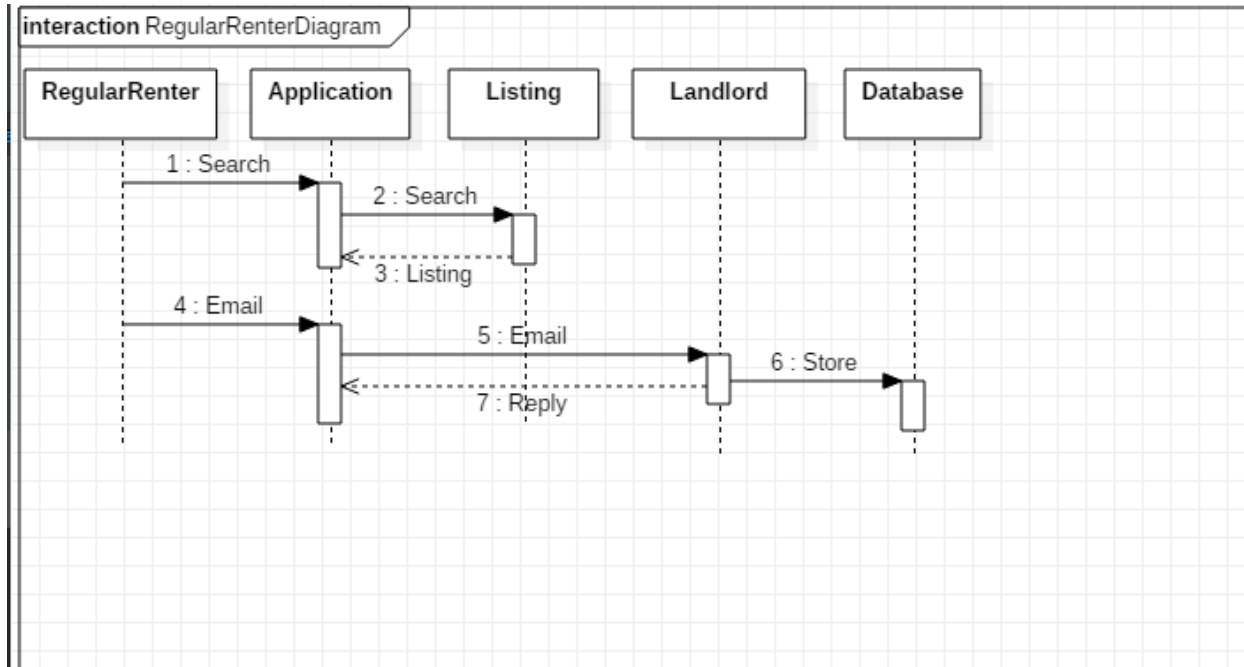 interaction RegularRenterDiagram
RegularRenter
Application
Listing
Landlord
Database
1 : Search
2 : Search
3 : Listing
4 : Email
5 : Email
6 : Store
7 : Reply